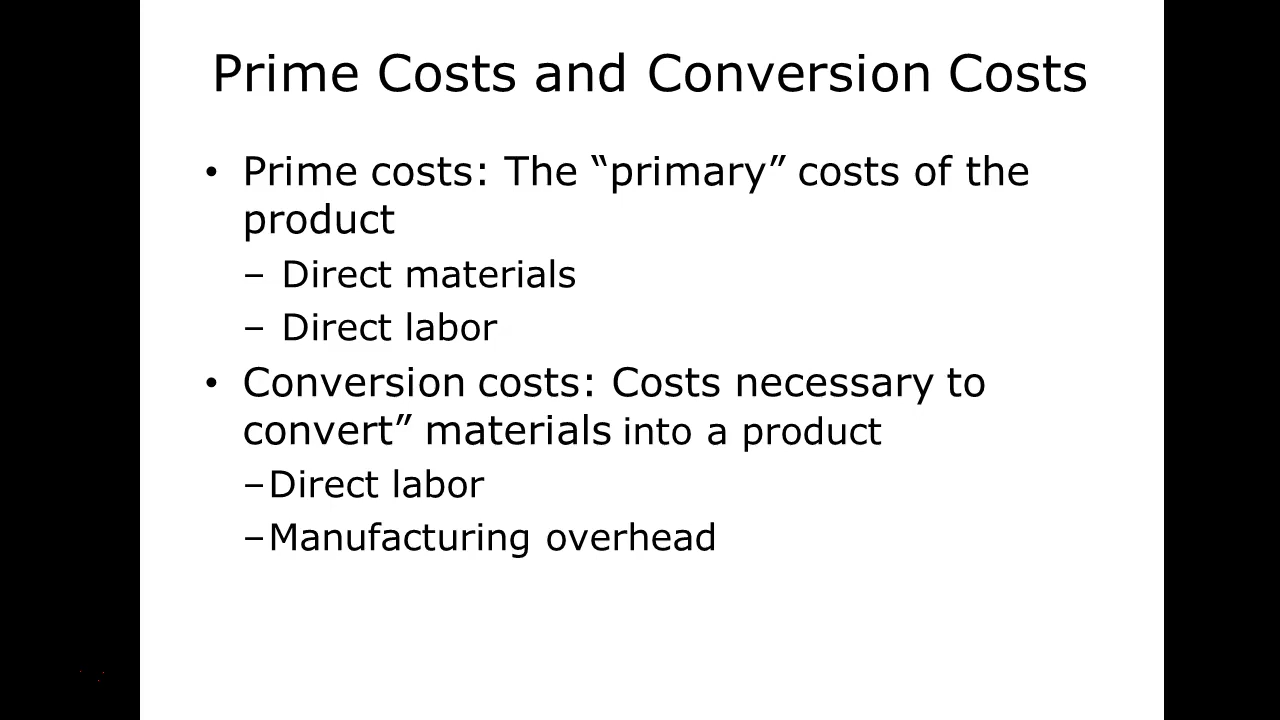 Prime Costs and Conversion Costs
• Prime costs: The “primary” costs of the
product
– Direct materials
– Direct labor
• Conversion costs: Costs necessary to
convert” materials into a product
–Direct labor
–Manufacturing overhead